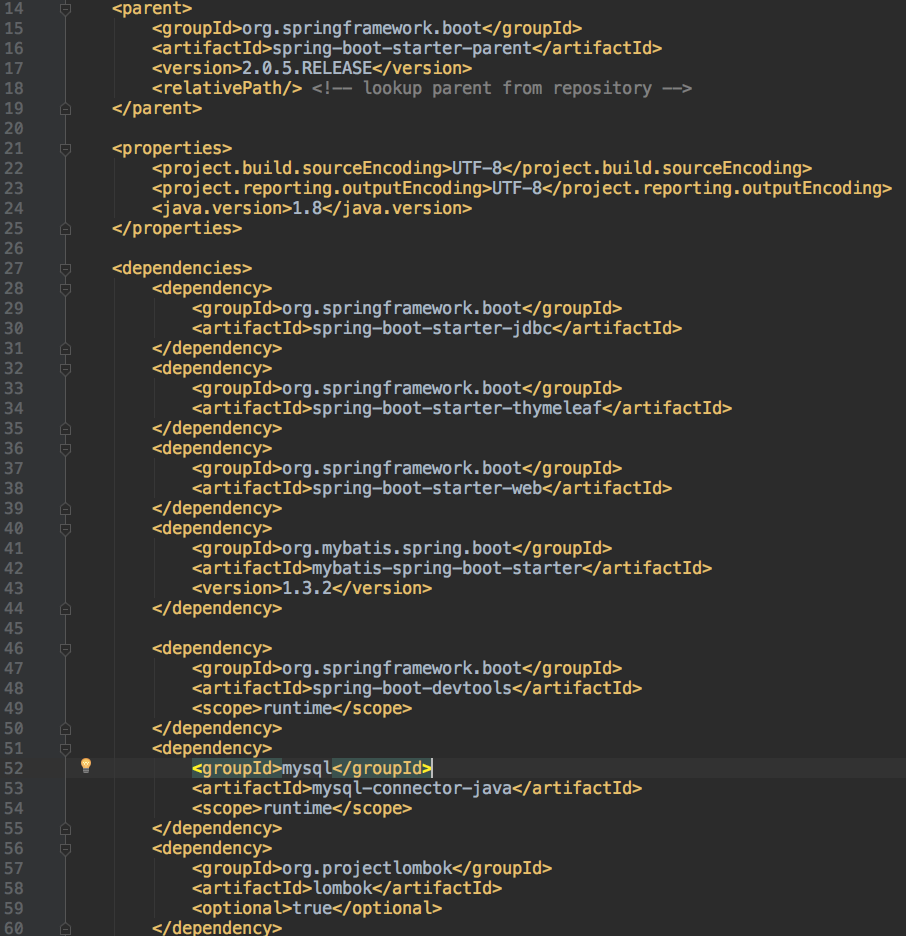 14 <parent>
15 <groupId>org.springframework.boot</groupId>
16 <artifactId>spring-boot-starter-parent</artifactId>
17 <version>2.0.5.RELEASE</version>
18 <relativePath/> <!-- lookup parent from repository -->
19 </parent>
20
21 <properties>
22 <project.build.sourceEncoding>UTF-8</project.build.sourceEncoding>
23 <project.reporting.outputEncoding>UTF-8</project.reporting.outputEncoding>
24 <java.version>1.8</java.version>
25 </properties>
26
27 <dependencies>
28 <dependency>
29 <groupId>org.springframework.boot</groupId>
30 <artifactId>spring-boot-starter-jdbc</artifactId>
31 </dependency>
32 <dependency>
33 <groupId>org.springframework.boot</groupId>
34 <artifactId>spring-boot-starter-thymeleaf</artifactId>
35 </dependency>
36 <dependency>
37 <groupId>org.springframework.boot</groupId>
38 <artifactId>spring-boot-starter-web</artifactId>
39 </dependency>
40 <dependency>
41 <groupId>org.mybatis.spring.boot</groupId>
42 <artifactId>mybatis-spring-boot-starter</artifactId>
43 <version>1.3.2</version>
44 </dependency>
45
46 <dependency>
47 <groupId>org.springframework.boot</groupId>
48 <artifactId>spring-boot-devtools</artifactId>
49 <scope>runtime</scope>
50 </dependency>
51 <dependency>
52 <groupId>mysql</groupId>
53 <artifactId>mysql-connector-java</artifactId>
54 <scope>runtime</scope>
55 </dependency>
56 <dependency>
57 <groupId>org.projectlombok</groupId>
58 <artifactId>lombok</artifactId>
59 <optional>true</optional>
60 </dependency>